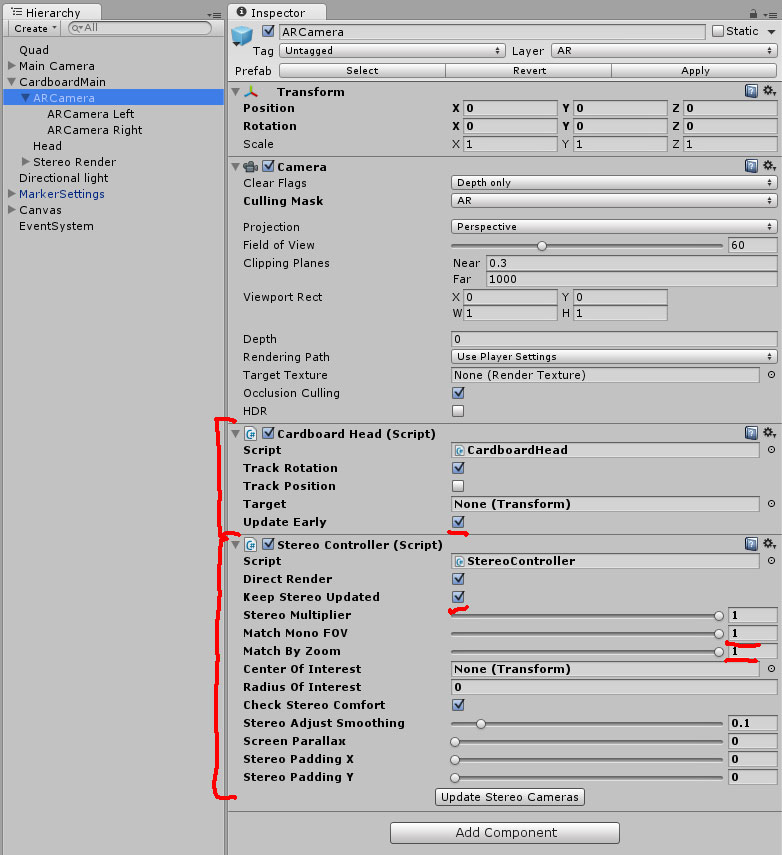 Hierarchy
Create
All
Quad
Main Camera
CardboardMain
ARCamera
ARCamera Left
ARCamera Right
Head
Stereo Render
Directional light
MarkerSettings
Canvas
EventSystem
Inspector
ARCamera
Static
Tag Untagged Layer AR
Prefab Select Revert Apply
Transform
Position X 0 Y 0 Z 0
Rotation X 0 Y 0 Z 0
Scale X 1 Y 1 Z 1
Camera
Clear Flags Depth only
Culling Mask AR
Projection Perspective
Field of View 60
Clipping Planes Near 0.3
Far 1000
Viewport Rect X 0 Y 0
W 1 H 1
Depth 0
Rendering Path Use Player Settings
Target Texture None (Render Texture)
Occlusion Culling
HDR
Cardboard Head (Script)
Script CardboardHead
Track Rotation
Track Position
Target None (Transform)
Update Early
Stereo Controller (Script)
Script StereoController
Direct Render
Keep Stereo Updated
Stereo Multiplier 1
Match Mono FOV 1
Match By Zoom 1
Center Of Interest None (Transform)
Radius Of Interest 0
Check Stereo Comfort
Stereo Adjust Smoothing 0.1
Screen Parallax 0
Stereo Padding X 0
Stereo Padding Y 0
Update Stereo Cameras
Add Component